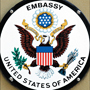 EMBASSY
UNITED STATES OF AMERICA